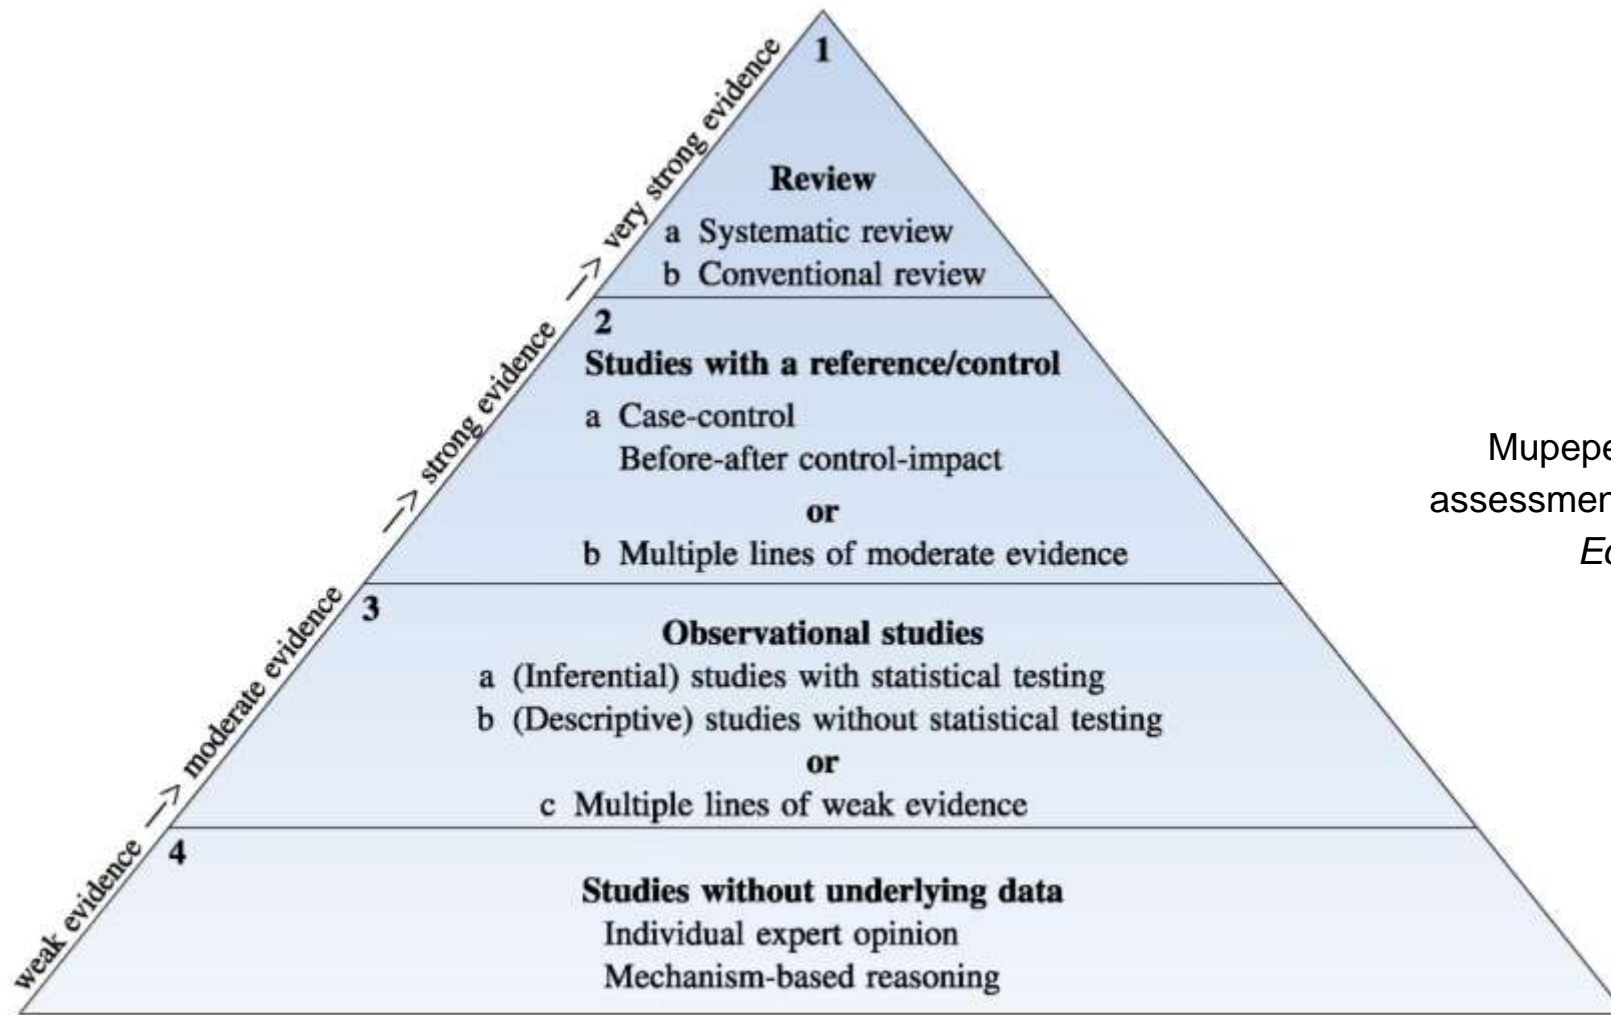 1
Review
a Systematic review
b Conventional review
2
Studies with a reference/control
a Case-control
Before-after control-impact
or
b Multiple lines of moderate evidence
3
Observational studies
a (Inferential) studies with statistical testing
b (Descriptive) studies without statistical testing
or
c Multiple lines of weak evidence
4
Studies without underlying data
Individual expert opinion
Mechanism-based reasoning
weak evidence --> moderate evidence --> strong evidence --> very strong evidence
Mupepe
assessmen